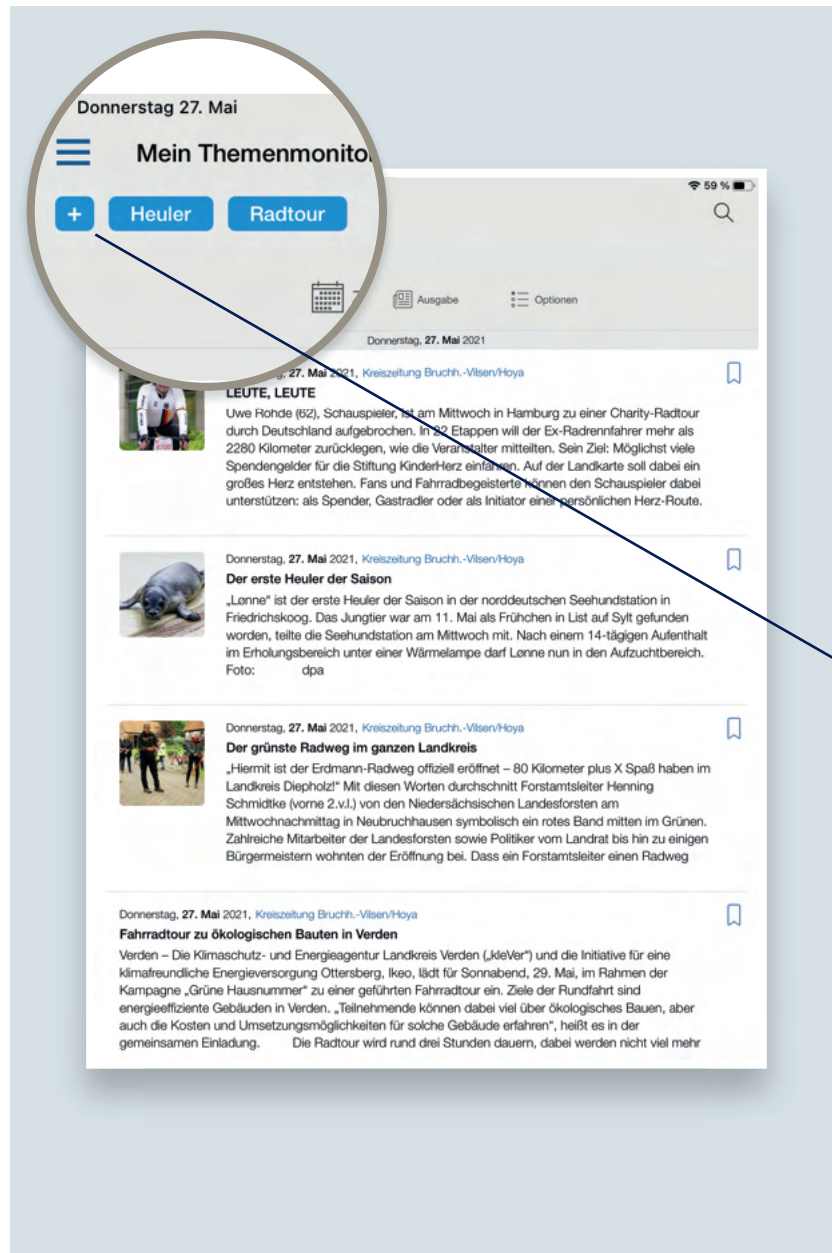 Donnerstag 27. Mai
Mein Themenmonito
59 %
+ Heuler Radtour
Ausgabe Optionen
Donnerstag, 27. Mai 2021
27. Mai 2021, Kreiszeitung Bruchh.-Vilsen/Hoya
LEUTE, LEUTE
Uwe Rohde (62), Schauspieler, ist am Mittwoch in Hamburg zu einer Charity-Radtour
durch Deutschland aufgebrochen. In 22 Etappen will der Ex-Radrennfahrer mehr als
2280 Kilometer zurücklegen, wie die Veranstalter mitteilten. Sein Ziel: Möglichst viele
Spendengelder für die Stiftung KinderHerz einfahren. Auf der Landkarte soll dabei ein
großes Herz entstehen. Fans und Fahrradbegeisterte können den Schauspieler dabei
unterstützen: als Spender, Gastradler oder als Initiator einer persönlichen Herz-Route.
Donnerstag, 27. Mai 2021, Kreiszeitung Bruchh.-Vilsen/Hoya
Der erste Heuler der Saison
„Lønne" ist der erste Heuler der Saison in der norddeutschen Seehundstation in
Friedrichskoog. Das Jungtier war am 11. Mai als Frühchen in List auf Sylt gefunden
worden, teilte die Seehundstation am Mittwoch mit. Nach einem 14-tägigen Aufenthalt
im Erholungsbereich unter einer Wärmelampe darf Lønne nun in den Aufzuchtbereich.
Foto: dpa
Donnerstag, 27. Mai 2021, Kreiszeitung Bruchh.-Vilsen/Hoya
Der grünste Radweg im ganzen Landkreis
„Hiermit ist der Erdmann-Radweg offiziell eröffnet – 80 Kilometer plus X Spaß haben im
Landkreis Diepholz!" Mit diesen Worten durchschnitt Forstamtsleiter Henning
Schmidtke (vorne 2.v.l.) von den Niedersächsischen Landesforsten am
Mittwochnachmittag in Neubruchhausen symbolisch ein rotes Band mitten im Grünen.
Zahlreiche Mitarbeiter der Landesforsten sowie Politiker vom Landrat bis hin zu einigen
Bürgermeistern wohnten der Eröffnung bei. Dass ein Forstamtsleiter einen Radweg
Donnerstag, 27. Mai 2021, Kreiszeitung Bruchh.-Vilsen/Hoya
Fahrradtour zu ökologischen Bauten in Verden
Verden – Die Klimaschutz- und Energieagentur Landkreis Verden („kleVer") und die Initiative für eine
klimafreundliche Energieversorgung Ottersberg, Ikeo, lädt für Sonnabend, 29. Mai, im Rahmen der
Kampagne „Grüne Hausnummer" zu einer geführten Fahrradtour ein. Ziele der Rundfahrt sind
energieeffiziente Gebäuden in Verden. „Teilnehmende können dabei viel über ökologisches Bauen, aber
auch die Kosten und Umsetzungsmöglichkeiten für solche Gebäude erfahren", heißt es in der
gemeinsamen Einladung. Die Radtour wird rund drei Stunden dauern, dabei werden nicht viel mehr